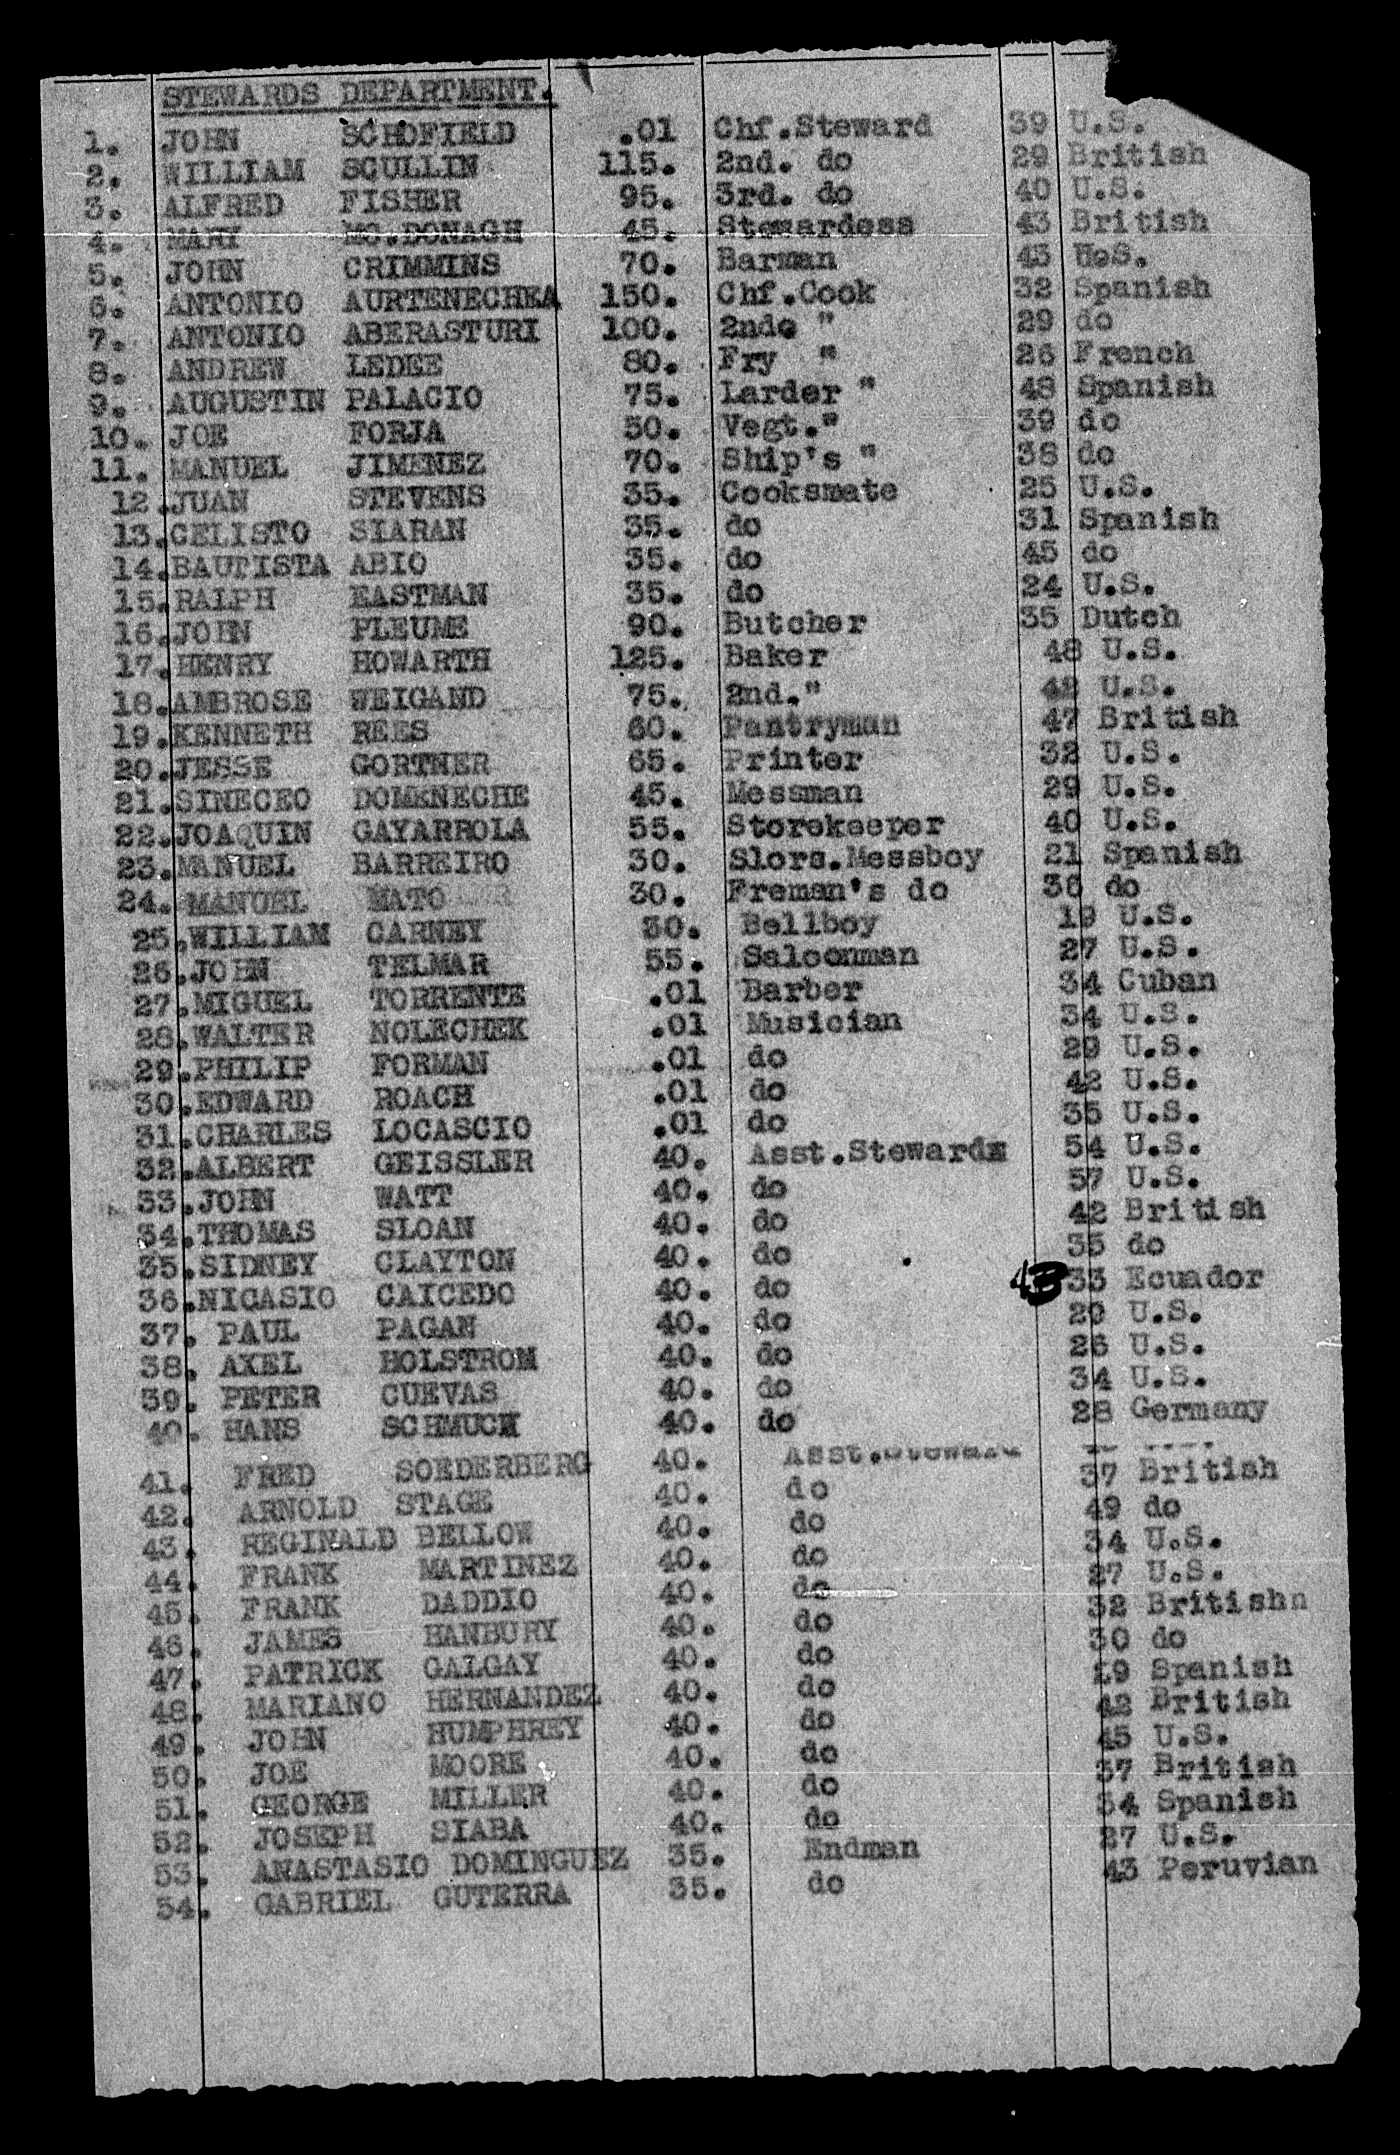 STEWARDS DEPARTMENT.
1. JOHN SCHOFIELD .01 Chf.Steward 39 U.S.
2. WILLIAM SCULLIN 115. 2nd. do 29 British
3. ALFRED FISHER 95. 3rd. do 40 U.S.
4. MARY MC.DONAGH 45. Stewardess 43 British
5. JOHN CRIMMINS 70. Barman 43 U.S.
6. ANTONIO AURTENECHEA 150. Chf.Cook 32 Spanish
7. ANTONIO ABERASTURI 100. 2nd. " 29 do
8. ANDREW LEDEE 80. Fry " 26 French
9. AUGUSTIN PALACIO 75. Larder " 48 Spanish
10. JOE FORJA 50. Vegt." 39 do
11. MANUEL JIMENEZ 70. Ship's " 38 do
12. JUAN STEVENS 35. Cooksmate 25 U.S.
13. CELISTO SIARAN 35. do 31 Spanish
14. BAUTISTA ABIO 35. do 45 do
15. RALPH EASTMAN 35. do 24 U.S.
16. JOHN PLEUME 90. Butcher 35 Dutch
17. HENRY HOWARTH 125. Baker 48 U.S.
18. AMBROSE WEIGAND 75. 2nd." 42 U.S.
19. KENNETH REES 60. Pantryman 47 British
20. JESSE GORTNER 65. Printer 32 U.S.
21. SINECEO DOMENECHE 45. Messman 29 U.S.
22. JOAQUIN GAYARROLA 55. Storekeeper 40 U.S.
23. MANUEL BARREIRO 30. Slors.Messboy 21 Spanish
24. MANUEL MATO 30. Freman's do 36 do
25. WILLIAM CARNEY 30. Bellboy 19 U.S.
26. JOHN TELMAR 55. Saloonman 27 U.S.
27. MIGUEL TORRENTE .01 Barber 34 Cuban
28. WALTER NOLECHEK .01 Musician 34 U.S.
29. PHILIP FORMAN .01 do 29 U.S.
30. EDWARD ROACH .01 do 42 U.S.
31. CHARLES LOCASCIO .01 do 35 U.S.
32. ALBERT GEISSLER 40. Asst.Steward 54 U.S.
33. JOHN WATT 40. do 57 U.S.
34. THOMAS SLOAN 40. do 42 British
35. SIDNEY CLAYTON 40. do 35 do
36. NICASIO CAICEDO 40. do 33 Ecuador
37. PAUL PAGAN 40. do 29 U.S.
38. AXEL HOLSTROM 40. do 26 U.S.
39. PETER CUEVAS 40. do 34 U.S.
40. HANS SCHMUCK 40. do 28 Germany
41. FRED SOEDERBERG 40. Asst.Steward
42. ARNOLD STAGE 40. do 37 British
43. REGINALD BELLOW 40. do 49 do
44. FRANK MARTINEZ 40. do 34 U.S.
45. FRANK DADDIO 40. do 27 U.S.
46. JAMES HANBURY 40. do 32 Britishn
47. PATRICK GALGAY 40. do 30 do
48. MARIANO HERNANDEZ 40. do 29 Spanish
49. JOHN HUMPHREY 40. do 42 British
50. JOE MOORE 40. do 45 U.S.
51. GEORGE MILLER 40. do 37 British
52. JOSEPH SIABA 40. do 34 Spanish
53. ANASTASIO DOMINGUEZ 35. Endman 27 U.S.
54. GABRIEL GUTERRA 35. do 43 Peruvian